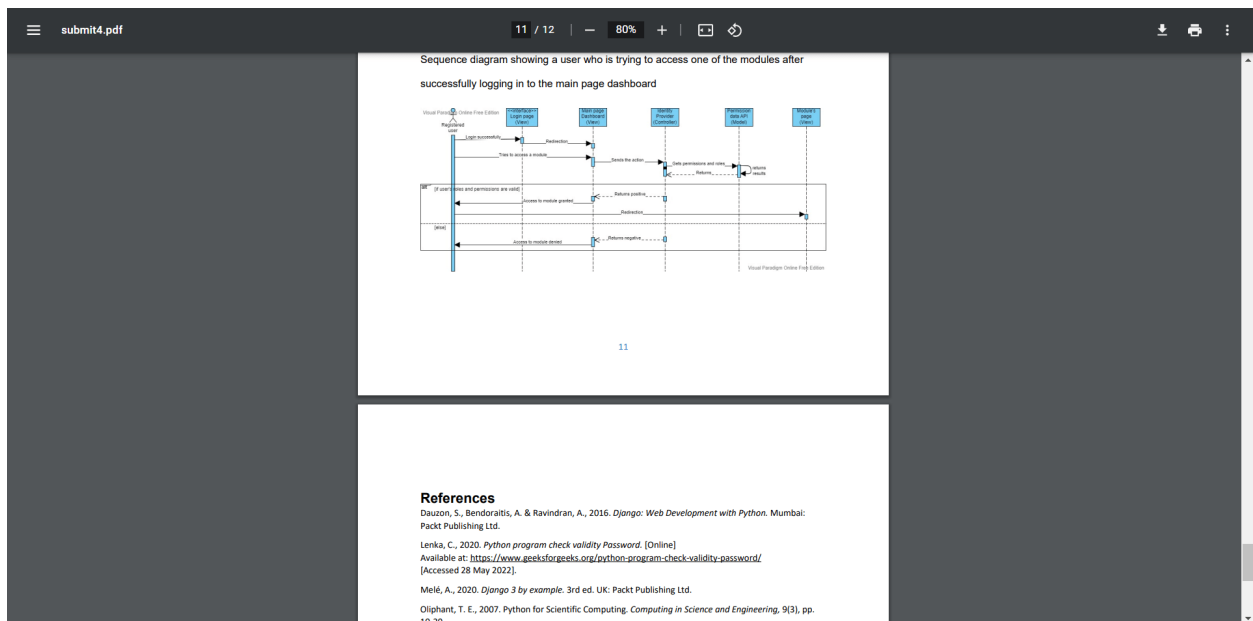 submit4.pdf
11 / 12
80%
Sequence diagram showing a user who is trying to access one of the modules after
successfully logging in to the main page dashboard
Visual Paradigm Online Free Edition
Registered
user
<<Interface>>
Login page
(View)
Main page
Dashboard
(View)
Identity
Provider
(Controller)
Permission
data API
(Model)
Module's
page
(View)
Login successfully
Redirection
Tries to access a module
Sends the action
Gets permissions and roles
returns
results
Returns
alt
[if user's roles and permissions are valid]
Returns positive
Access to module granted
Redirection
[else]
Returns negative
Access to module denied
Visual Paradigm Online Free Edition
11
References
Dauzon, S., Bendoraitis, A. & Ravindran, A., 2016. Django: Web Development with Python. Mumbai:
Packt Publishing Ltd.
Lenka, C., 2020. Python program check validity Password. [Online]
Available at: https://www.geeksforgeeks.org/python-program-check-validity-password/
[Accessed 28 May 2022].
Melé, A., 2020. Django 3 by example. 3rd ed. UK: Packt Publishing Ltd.
Oliphant, T. E., 2007. Python for Scientific Computing. Computing in Science and Engineering, 9(3), pp.